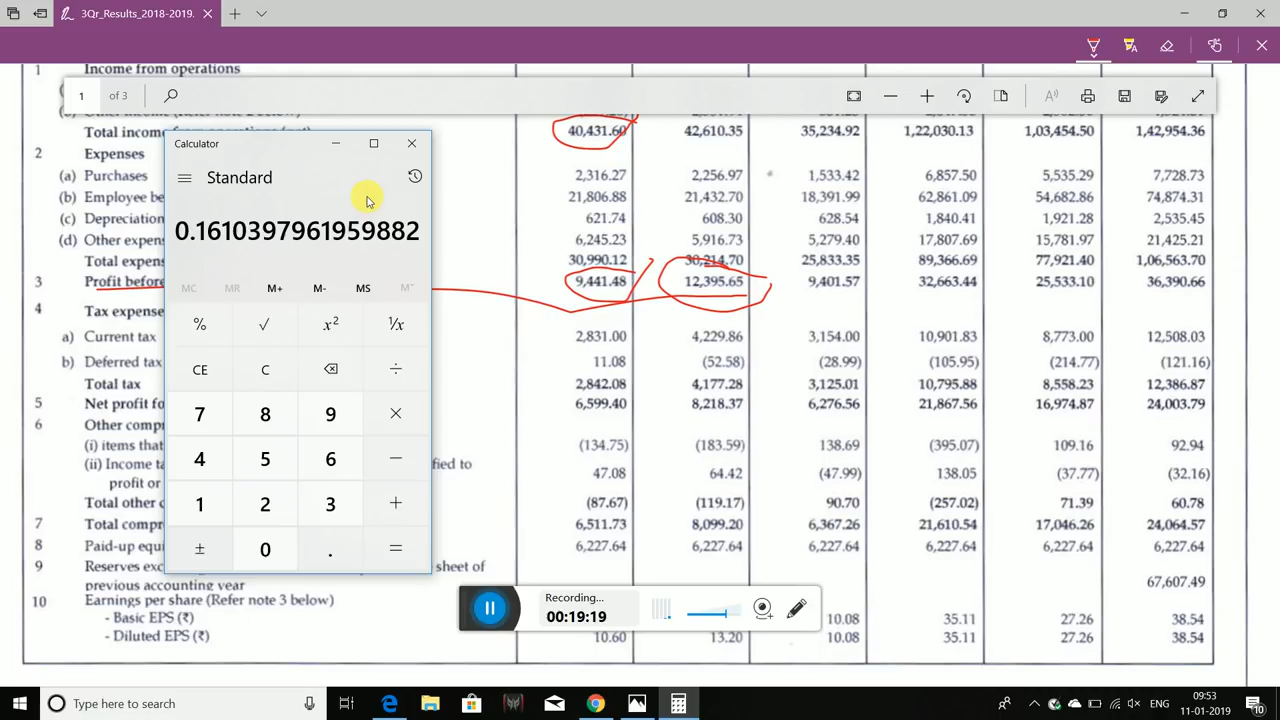 3Qr_Results_2018-2019.
1 Income from operations
1 of 3
Total income from operations (net) 40,431.60 42,610.35 35,234.92 1,22,030.13 1,03,454.50 1,42,954.36
Calculator
2 Expenses
(a) Purchases 2,316.27 2,256.97 1,533.42 6,857.50 5,535.29 7,728.73
Standard
(b) Employee be 21,806.88 21,432.70 18,391.99 62,861.09 54,682.86 74,874.31
(c) Depreciation 621.74 608.30 628.54 1,840.41 1,921.28 2,535.45
0.1610397961959882
(d) Other expen 6,245.23 5,916.73 5,279.40 17,807.69 15,781.97 21,425.21
Total expen 30,990.12 30,214.70 25,833.35 89,366.69 77,921.40 1,06,563.70
3 Profit before 9,441.48 12,395.65 9,401.57 32,663.44 25,533.10 36,390.66
MC MR M+ M- MS M˅
4 Tax expense
% √ x² ¹/x
a) Current tax 2,831.00 4,229.86 3,154.00 10,901.83 8,773.00 12,508.03
b) Deferred tax 11.08 (52.58) (28.99) (105.95) (214.77) (121.16)
CE C ÷
Total tax 2,842.08 4,177.28 3,125.01 10,795.88 8,558.23 12,386.87
5 Net profit fo 6,599.40 8,218.37 6,276.56 21,867.56 16,974.87 24,003.79
7 8 9 ×
6 Other comp
(i) items that (134.75) (183.59) 138.69 (395.07) 109.16 92.94
4 5 6 −
(ii) Income ta fied to 47.08 64.42 (47.99) 138.05 (37.77) (32.16)
profit or
Total other c (87.67) (119.17) 90.70 (257.02) 71.39 60.78
1 2 3 +
7 Total compr 6,511.73 8,099.20 6,367.26 21,610.54 17,046.26 24,064.57
8 Paid-up equi 6,227.64 6,227.64 6,227.64 6,227.64 6,227.64 6,227.64
± 0 . =
9 Reserves exc sheet of
previous accounting year 67,607.49
10 Earnings per share (Refer note 3 below)
Recording...
00:19:19
- Basic EPS (₹) 10.08 35.11 27.26 38.54
- Diluted EPS (₹) 10.60 13.20 10.08 35.11 27.26 38.54
Type here to search
ENG
09:53
11-01-2019
10